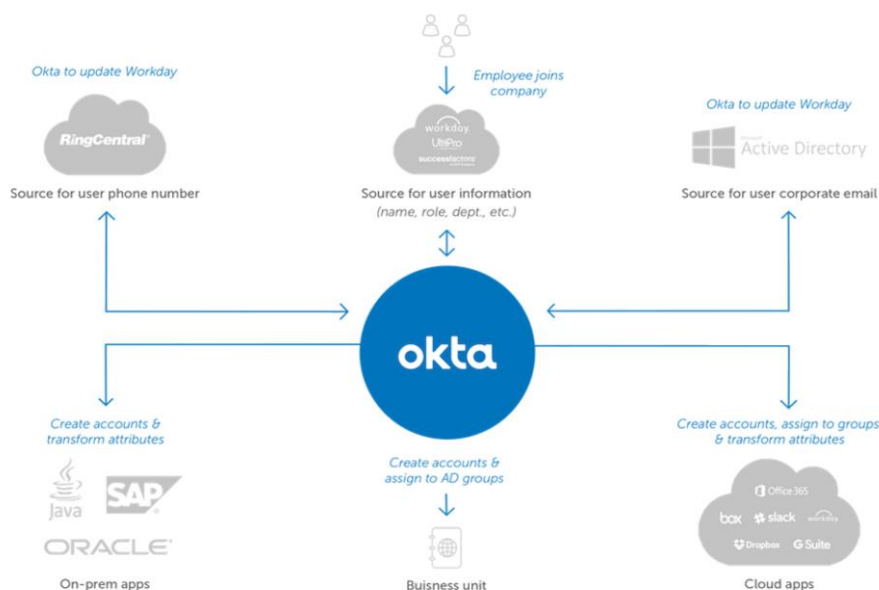 Okta to update Workday
RingCentral
Source for user phone number
Employee joins
company
workday
UltiPro
successfactors
Source for user information
(name, role, dept., etc.)
Okta to update Workday
Microsoft
Active Directory
Source for user corporate email
okta
Create accounts &
transform attributes
Java
SAP
ORACLE
On-prem apps
Create accounts &
assign to AD groups
Buisness unit
Create accounts, assign to groups
& transform attributes
Office 365
box slack workday
Dropbox G Suite
Cloud apps